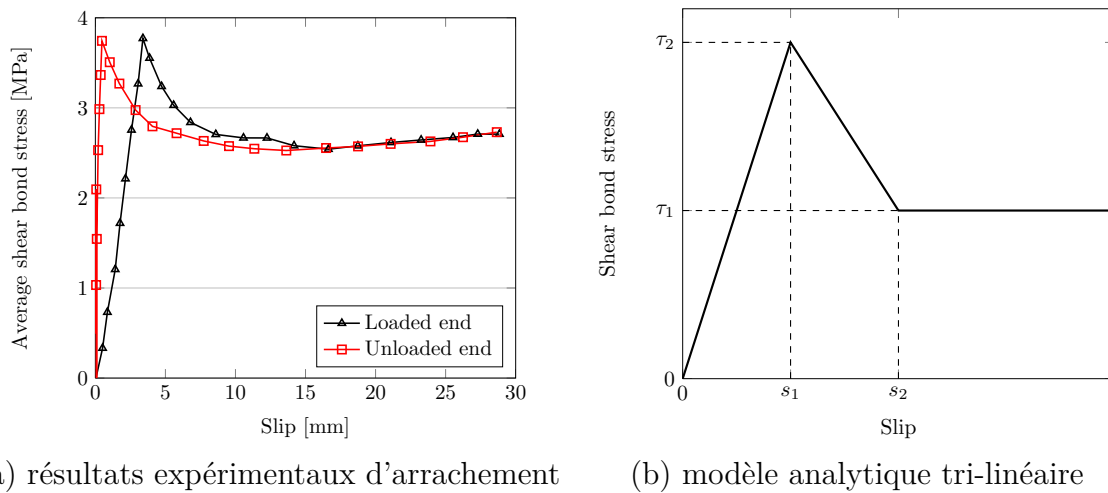 4
3
2
1
0
Average shear bond stress [MPa]
0
5
10
15
20
25
30
Slip [mm]
Loaded end
Unloaded end
) résultats expérimentaux d'arrachement
τ2
τ1
0
Shear bond stress
0
s1
s2
Slip
(b) modèle analytique tri-linéaire